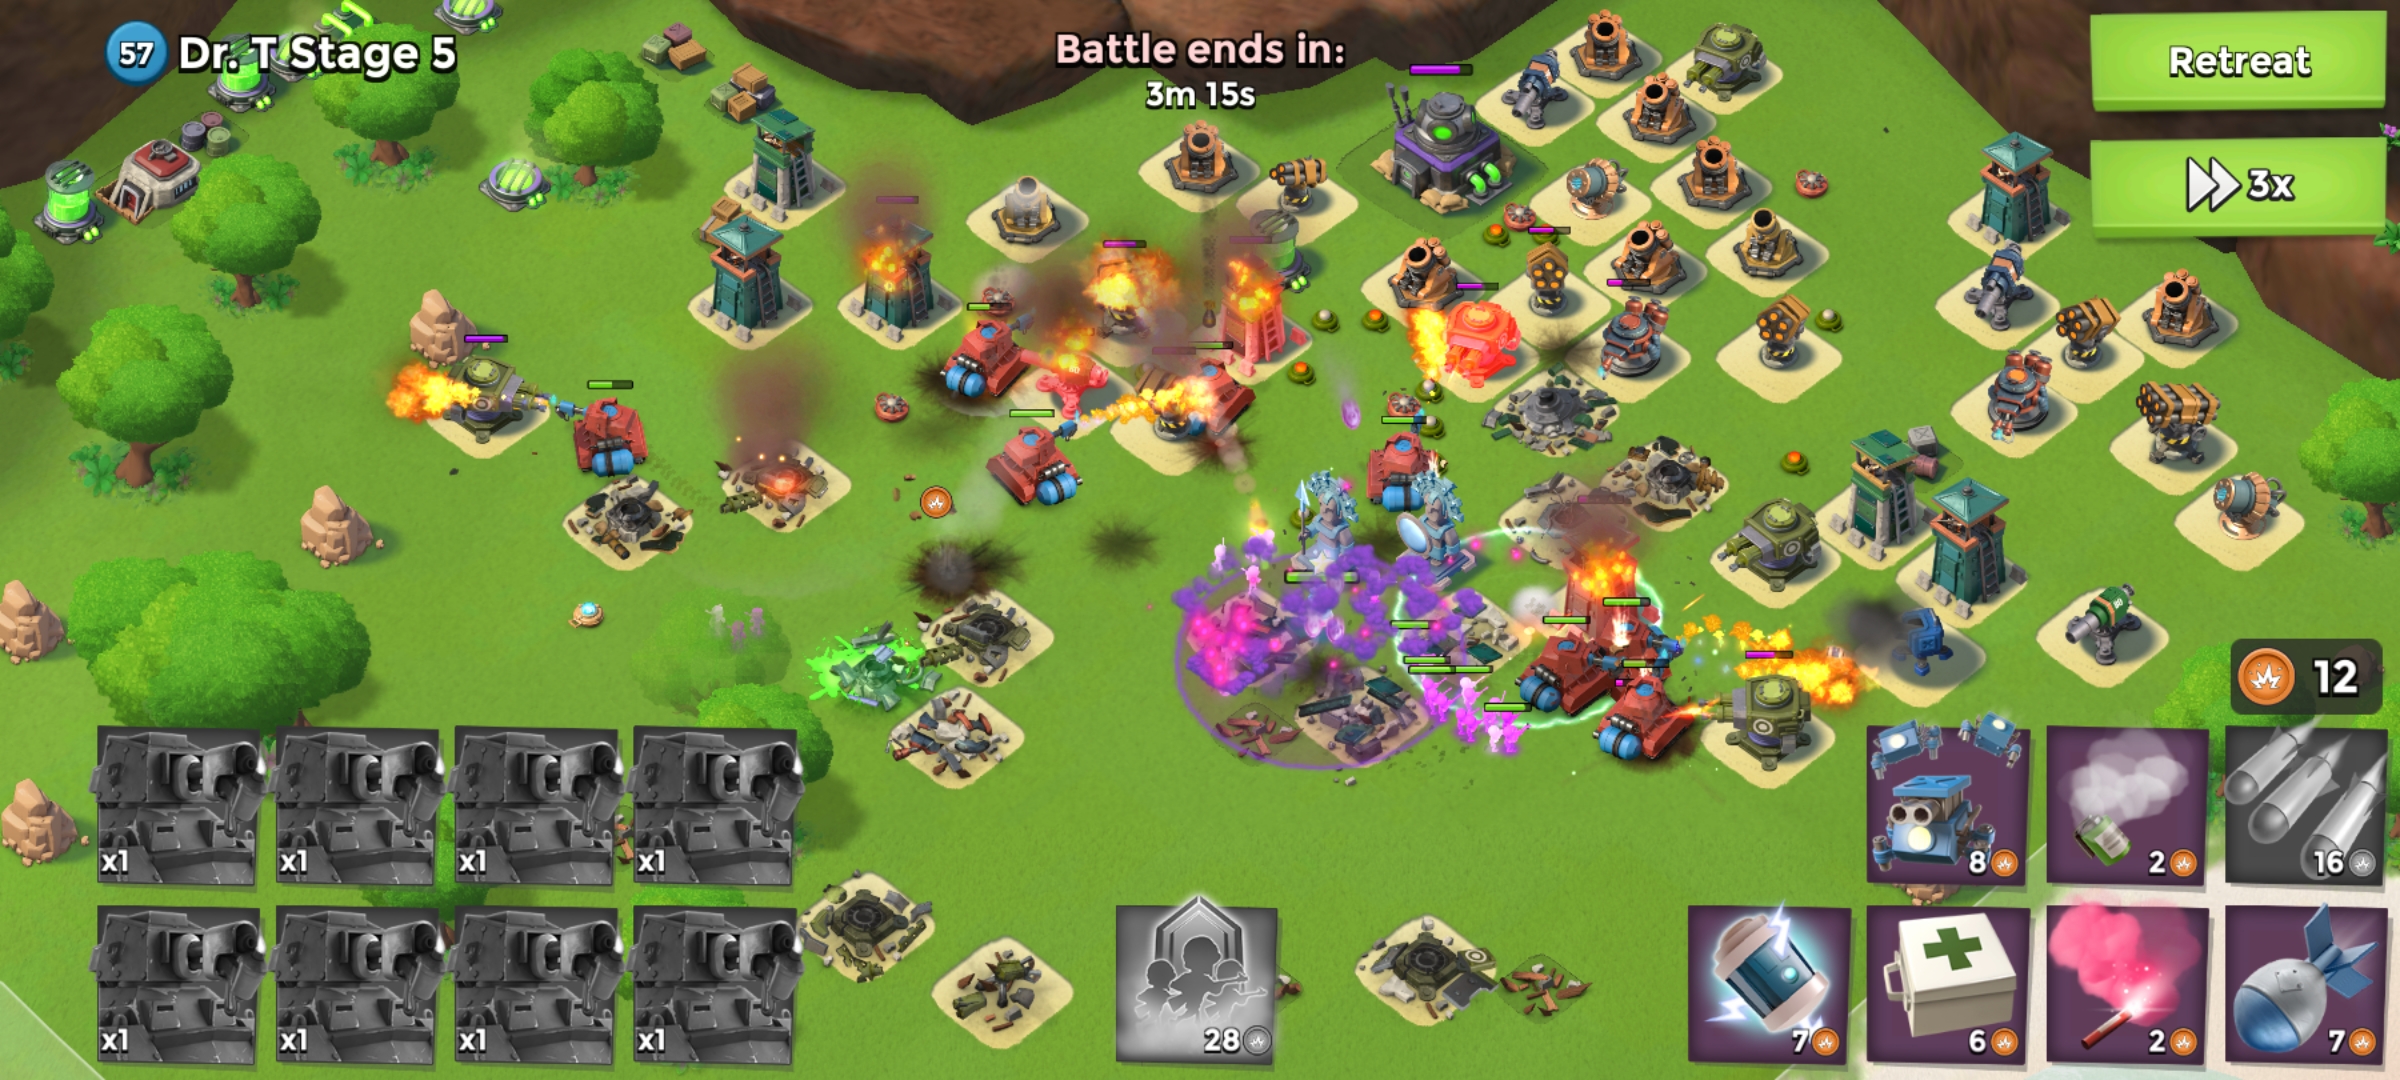 57 Dr. T Stage 5
Battle ends in:
3m 15s
Retreat
3x
12
x1 x1 x1 x1
8 2 16
x1 x1 x1 x1
28 7 6 2 7